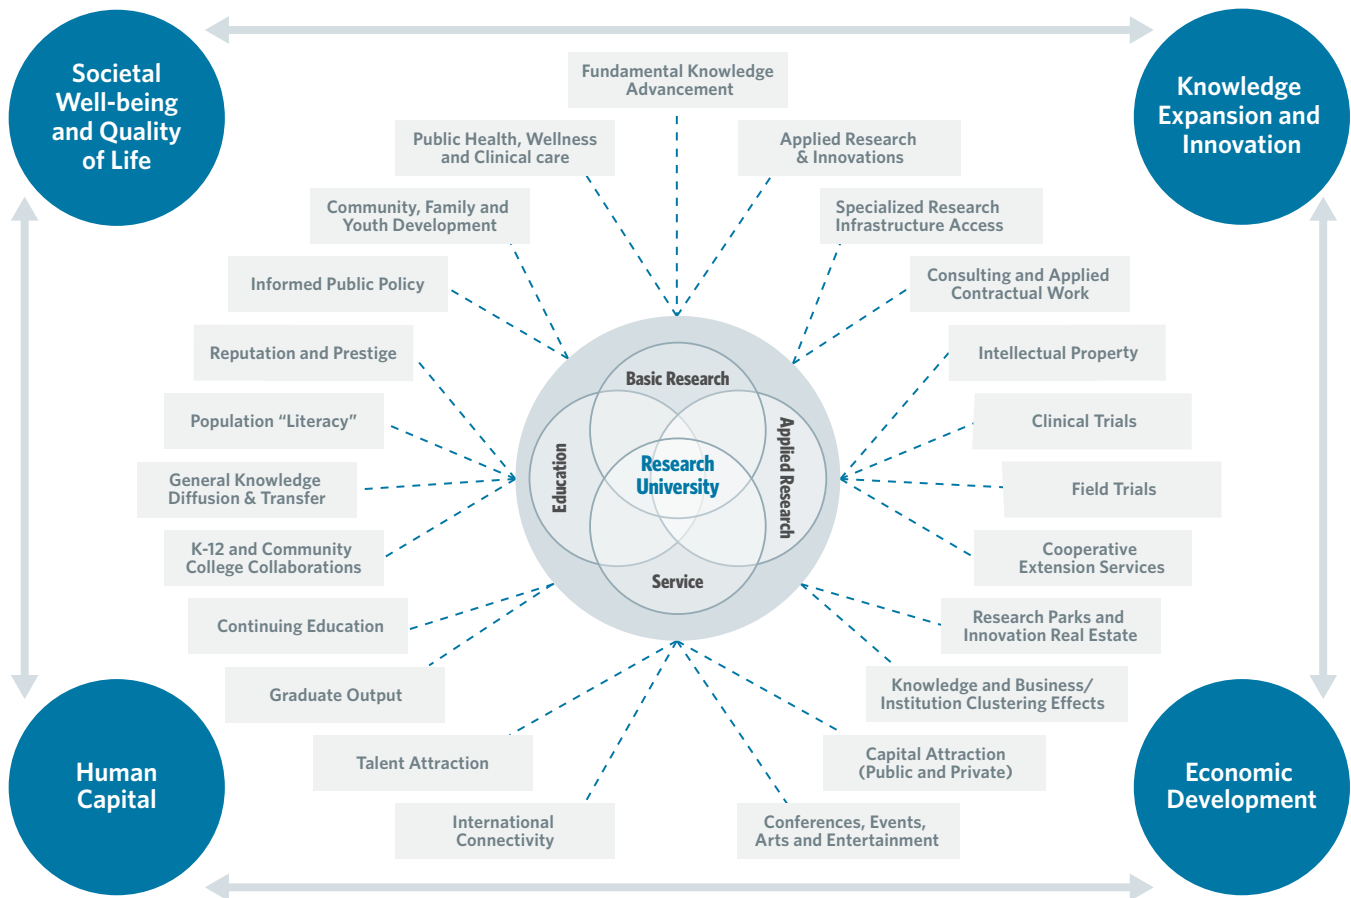 Societal
Well-being
and Quality
of Life
Knowledge
Expansion and
Innovation
Fundamental Knowledge
Advancement
Public Health, Wellness
and Clinical care
Applied Research
& Innovations
Community, Family and
Youth Development
Specialized Research
Infrastructure Access
Informed Public Policy
Consulting and Applied
Contractual Work
Reputation and Prestige
Intellectual Property
Population “Literacy”
Clinical Trials
General Knowledge
Diffusion & Transfer
Field Trials
K-12 and Community
College Collaborations
Cooperative
Extension Services
Continuing Education
Research Parks and
Innovation Real Estate
Graduate Output
Knowledge and Business/
Institution Clustering Effects
Talent Attraction
Capital Attraction
(Public and Private)
International
Connectivity
Conferences, Events,
Arts and Entertainment
Basic Research
Education
Research
University
Applied Research
Service
Human
Capital
Economic
Development